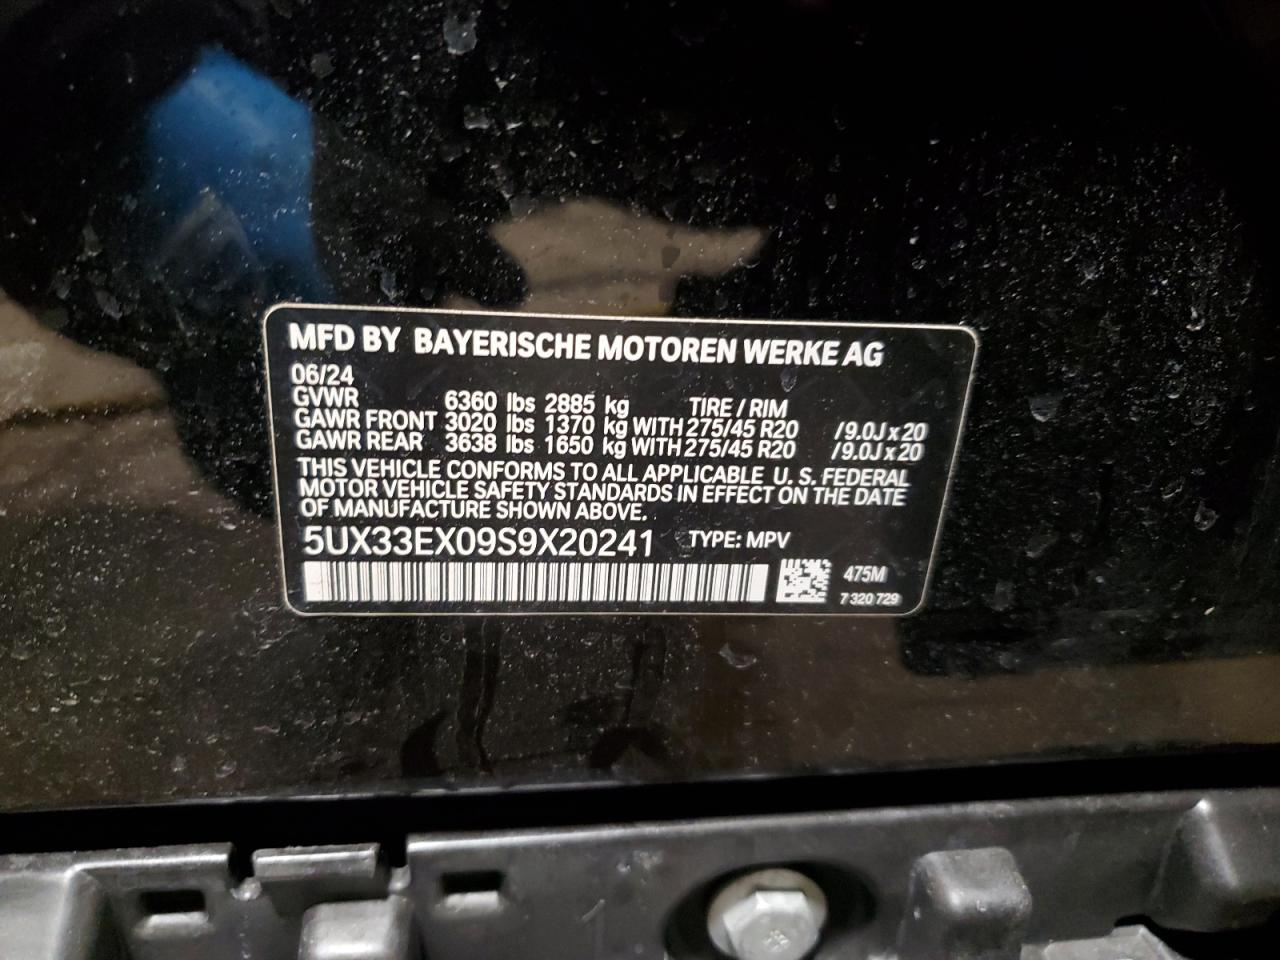 MFD BY BAYERISCHE MOTOREN WERKE AG
06/24
GVWR 6360 lbs 2885 kg TIRE / RIM
GAWR FRONT 3020 lbs 1370 kg WITH 275/45 R20 /9.0J x 20
GAWR REAR 3638 lbs 1650 kg WITH 275/45 R20 /9.0J x 20
THIS VEHICLE CONFORMS TO ALL APPLICABLE U. S. FEDERAL
MOTOR VEHICLE SAFETY STANDARDS IN EFFECT ON THE DATE
OF MANUFACTURE SHOWN ABOVE.
5UX33EX09S9X20241 TYPE: MPV
475M
7 320 729